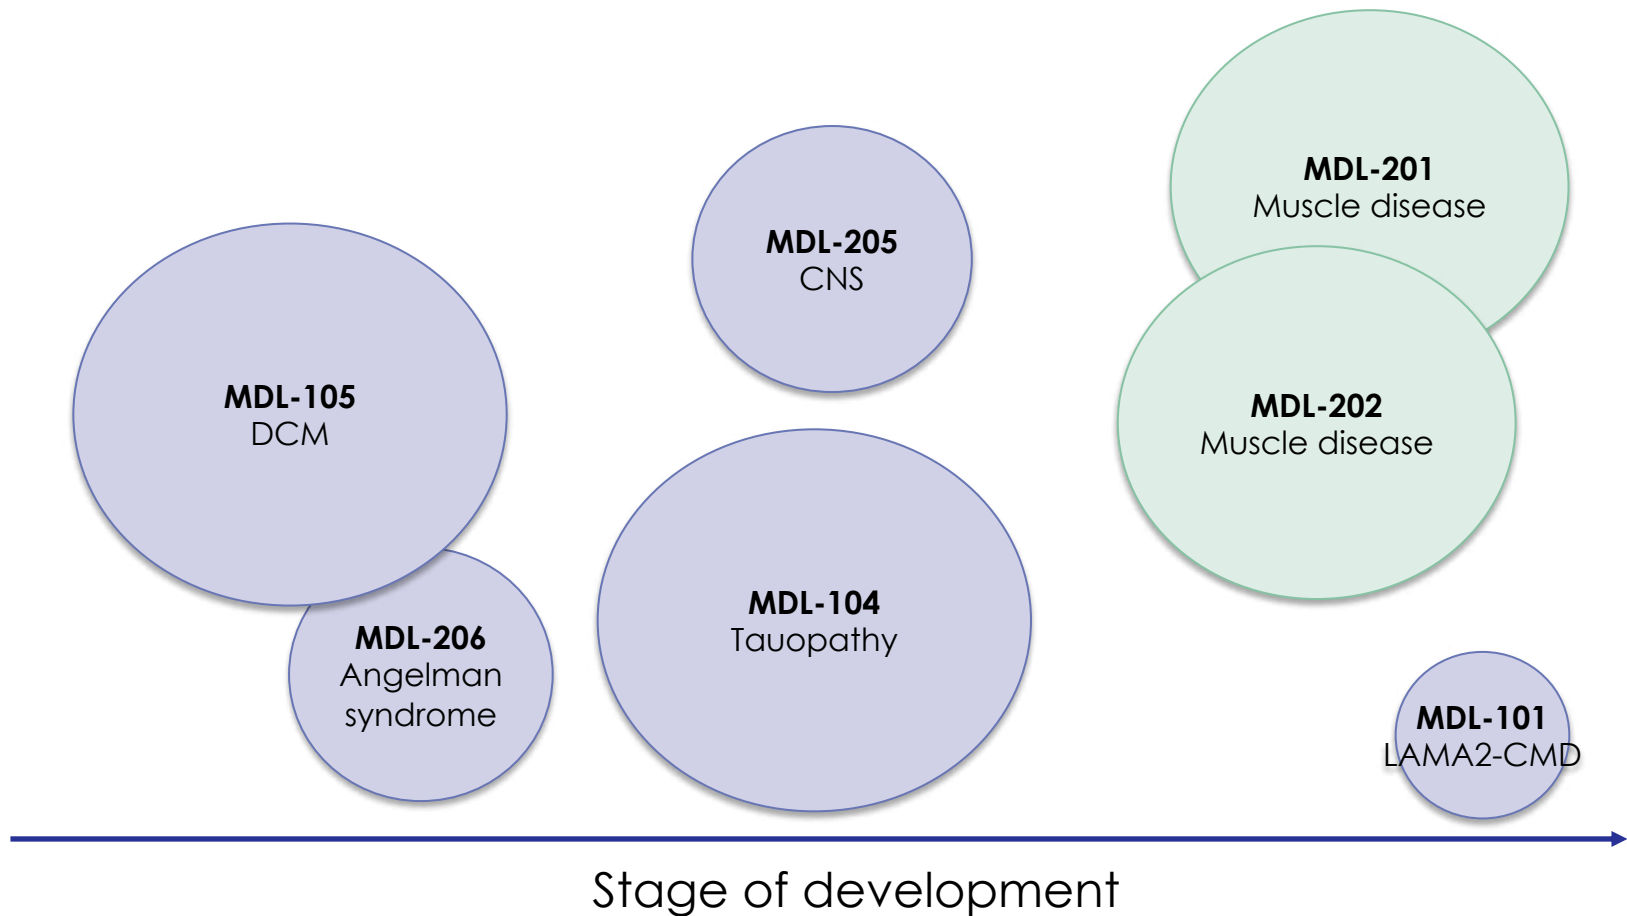 MDL-201
Muscle disease
MDL-205
CNS
MDL-105
DCM
MDL-202
Muscle disease
MDL-104
Tauopathy
MDL-206
Angelman
syndrome
MDL-101
LAMA2-CMD
Stage of development